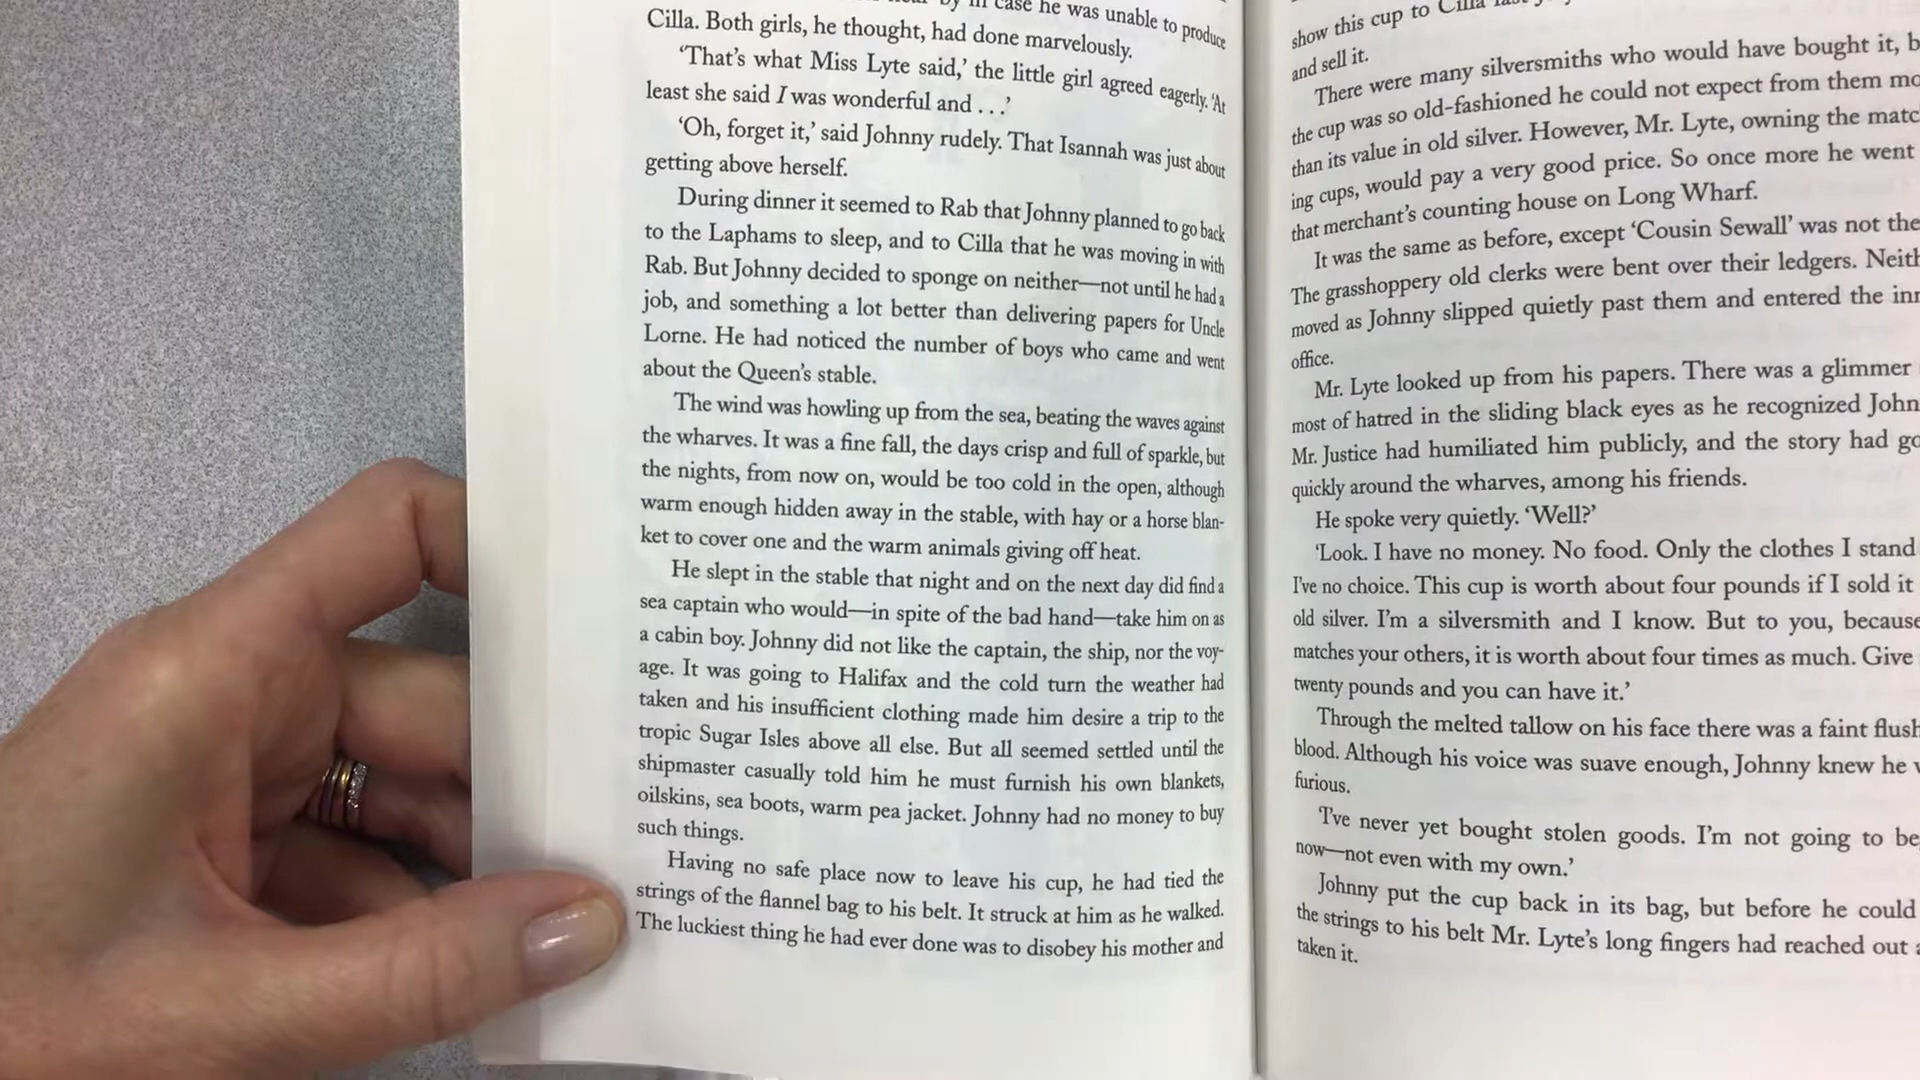 by in case he was unable to produce
Cilla. Both girls, he thought, had done marvelously.
‘That’s what Miss Lyte said,’ the little girl agreed eagerly. ‘At
least she said I was wonderful and . . .’
‘Oh, forget it,’ said Johnny rudely. That Isannah was just about
getting above herself.
During dinner it seemed to Rab that Johnny planned to go back
to the Laphams to sleep, and to Cilla that he was moving in with
Rab. But Johnny decided to sponge on neither—not until he had a
job, and something a lot better than delivering papers for Uncle
Lorne. He had noticed the number of boys who came and went
about the Queen’s stable.
The wind was howling up from the sea, beating the waves against
the wharves. It was a fine fall, the days crisp and full of sparkle, but
the nights, from now on, would be too cold in the open, although
warm enough hidden away in the stable, with hay or a horse blan-
ket to cover one and the warm animals giving off heat.
He slept in the stable that night and on the next day did find a
sea captain who would—in spite of the bad hand—take him on as
a cabin boy. Johnny did not like the captain, the ship, nor the voy-
age. It was going to Halifax and the cold turn the weather had
taken and his insufficient clothing made him desire a trip to the
tropic Sugar Isles above all else. But all seemed settled until the
shipmaster casually told him he must furnish his own blankets,
oilskins, sea boots, warm pea jacket. Johnny had no money to buy
such things.
Having no safe place now to leave his cup, he had tied the
strings of the flannel bag to his belt. It struck at him as he walked.
The luckiest thing he had ever done was to disobey his mother and
show this cup to Cilla
and sell it.
There were many silversmiths who would have bought it, b
the cup was so old-fashioned he could not expect from them mo
than its value in old silver. However, Mr. Lyte, owning the matc
ing cups, would pay a very good price. So once more he went
that merchant’s counting house on Long Wharf.
It was the same as before, except ‘Cousin Sewall’ was not the
The grasshoppery old clerks were bent over their ledgers. Neith
moved as Johnny slipped quietly past them and entered the inn
office.
Mr. Lyte looked up from his papers. There was a glimmer
most of hatred in the sliding black eyes as he recognized John
Mr. Justice had humiliated him publicly, and the story had go
quickly around the wharves, among his friends.
He spoke very quietly. ‘Well?’
‘Look. I have no money. No food. Only the clothes I stand
I’ve no choice. This cup is worth about four pounds if I sold it
old silver. I’m a silversmith and I know. But to you, because
matches your others, it is worth about four times as much. Give
twenty pounds and you can have it.’
Through the melted tallow on his face there was a faint flush
blood. Although his voice was suave enough, Johnny knew he
furious.
‘I’ve never yet bought stolen goods. I’m not going to be
now—not even with my own.’
Johnny put the cup back in its bag, but before he could
the strings to his belt Mr. Lyte’s long fingers had reached out
taken it.